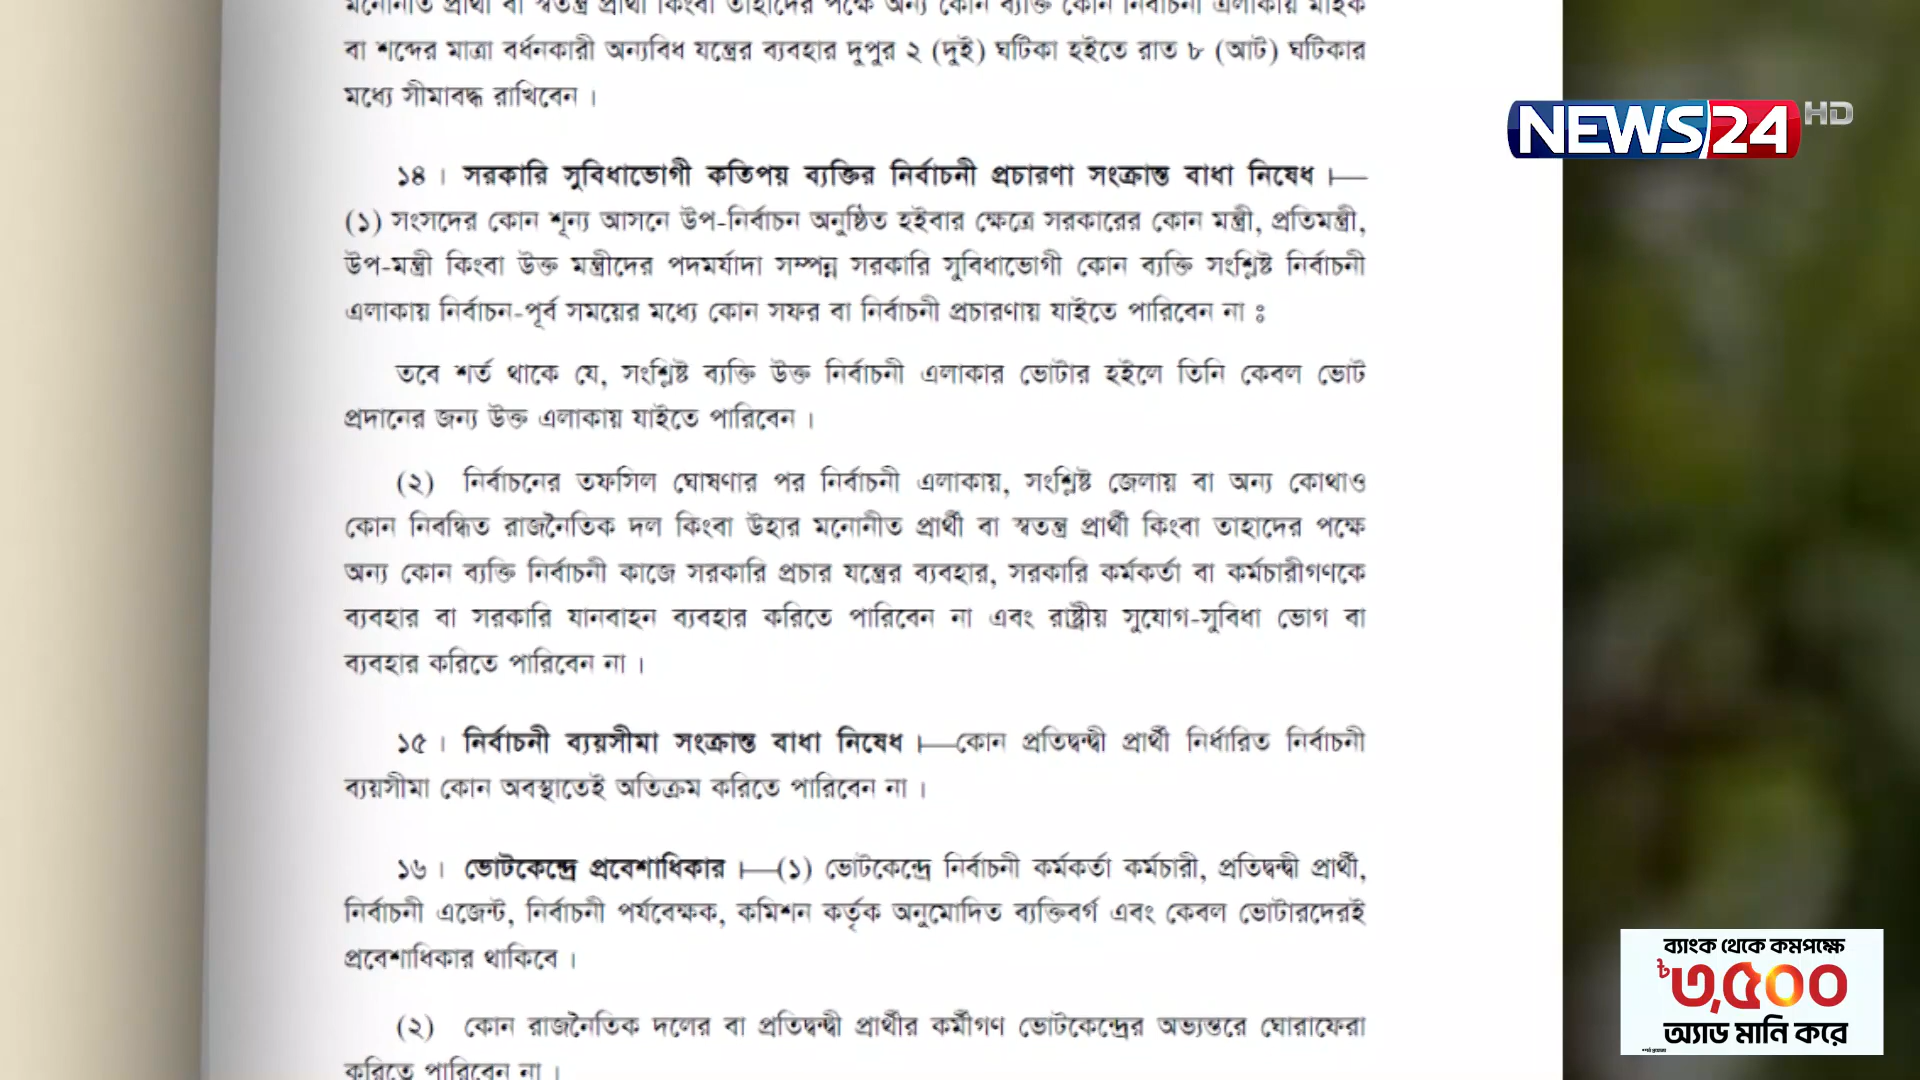 মনোনীত প্রার্থী বা স্বতন্ত্র প্রার্থী কিংবা তাহাদের পক্ষে অন্য কোন ব্যক্তি কোন নির্বাচনী এলাকায় মাইক
বা শব্দের মাত্রা বর্ধনকারী অন্যবিধ যন্ত্রের ব্যবহার দুপুর ২ (দুই) ঘটিকা হইতে রাত ৮ (আট) ঘটিকার
মধ্যে সীমাবদ্ধ রাখিবেন ।
১৪ । সরকারি সুবিধাভোগী কতিপয় ব্যক্তির নির্বাচনী প্রচারণা সংক্রান্ত বাধা নিষেধ ।—
(১) সংসদের কোন শূন্য আসনে উপ-নির্বাচন অনুষ্ঠিত হইবার ক্ষেত্রে সরকারের কোন মন্ত্রী, প্রতিমন্ত্রী,
উপ-মন্ত্রী কিংবা উক্ত মন্ত্রীদের পদমর্যাদা সম্পন্ন সরকারি সুবিধাভোগী কোন ব্যক্তি সংশ্লিষ্ট নির্বাচনী
এলাকায় নির্বাচন-পূর্ব সময়ের মধ্যে কোন সফর বা নির্বাচনী প্রচারণায় যাইতে পারিবেন না ঃ
তবে শর্ত থাকে যে, সংশ্লিষ্ট ব্যক্তি উক্ত নির্বাচনী এলাকার ভোটার হইলে তিনি কেবল ভোট
প্রদানের জন্য উক্ত এলাকায় যাইতে পারিবেন ।
(২) নির্বাচনের তফসিল ঘোষণার পর নির্বাচনী এলাকায়, সংশ্লিষ্ট জেলায় বা অন্য কোথাও
কোন নিবন্ধিত রাজনৈতিক দল কিংবা উহার মনোনীত প্রার্থী বা স্বতন্ত্র প্রার্থী কিংবা তাহাদের পক্ষে
অন্য কোন ব্যক্তি নির্বাচনী কাজে সরকারি প্রচার যন্ত্রের ব্যবহার, সরকারি কর্মকর্তা বা কর্মচারীগণকে
ব্যবহার বা সরকারি যানবাহন ব্যবহার করিতে পারিবেন না এবং রাষ্ট্রীয় সুযোগ-সুবিধা ভোগ বা
ব্যবহার করিতে পারিবেন না ।
১৫ । নির্বাচনী ব্যয়সীমা সংক্রান্ত বাধা নিষেধ ।—কোন প্রতিদ্বন্দ্বী প্রার্থী নির্ধারিত নির্বাচনী
ব্যয়সীমা কোন অবস্থাতেই অতিক্রম করিতে পারিবেন না ।
১৬ । ভোটকেন্দ্রে প্রবেশাধিকার ।—(১) ভোটকেন্দ্রে নির্বাচনী কর্মকর্তা কর্মচারী, প্রতিদ্বন্দ্বী প্রার্থী,
নির্বাচনী এজেন্ট, নির্বাচনী পর্যবেক্ষক, কমিশন কর্তৃক অনুমোদিত ব্যক্তিবর্গ এবং কেবল ভোটারদেরই
প্রবেশাধিকার থাকিবে ।
(২) কোন রাজনৈতিক দলের বা প্রতিদ্বন্দ্বী প্রার্থীর কর্মীগণ ভোটকেন্দ্রের অভ্যন্তরে ঘোরাফেরা
করিতে পারিবেন না ।
NEWS24 HD
ব্যাংক থেকে কমপক্ষে
৳৩,৫০০
অ্যাড মানি করে